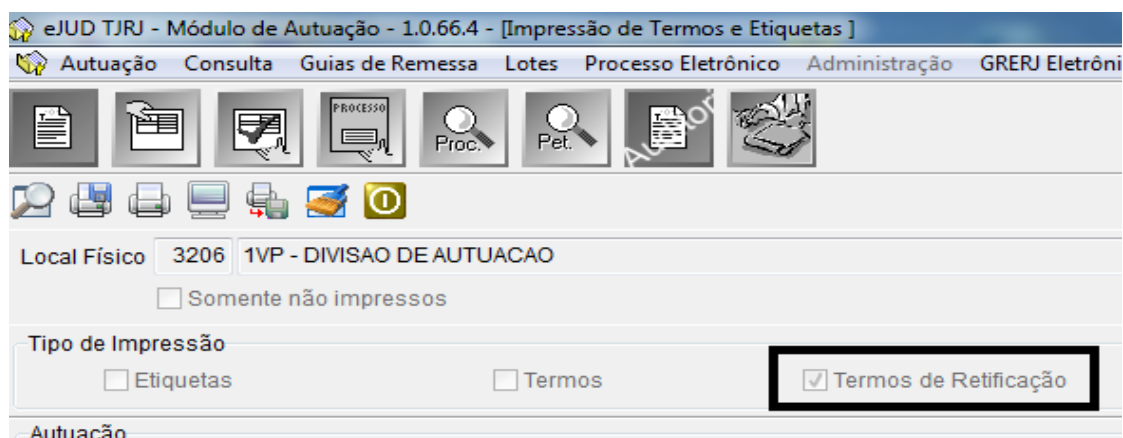 eJUD TJRJ - Módulo de Autuação - 1.0.66.4 - [Impressão de Termos e Etiquetas ]
Autuação Consulta Guias de Remessa Lotes Processo Eletrônico Administração GRERJ Eletrôni
PROCESSO
Proc. Pet. Autori
Local Físico 3206 1VP - DIVISAO DE AUTUACAO
Somente não impressos
Tipo de Impressão
Etiquetas Termos Termos de Retificação
Autuação